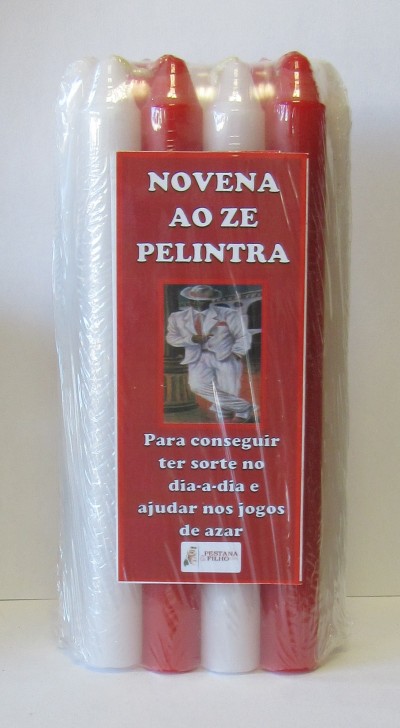 NOVENA
AO ZE
PELINTRA
Para conseguir
ter sorte no
dia-a-dia e
ajudar nos jogos
de azar
PESTANA
& FILHO